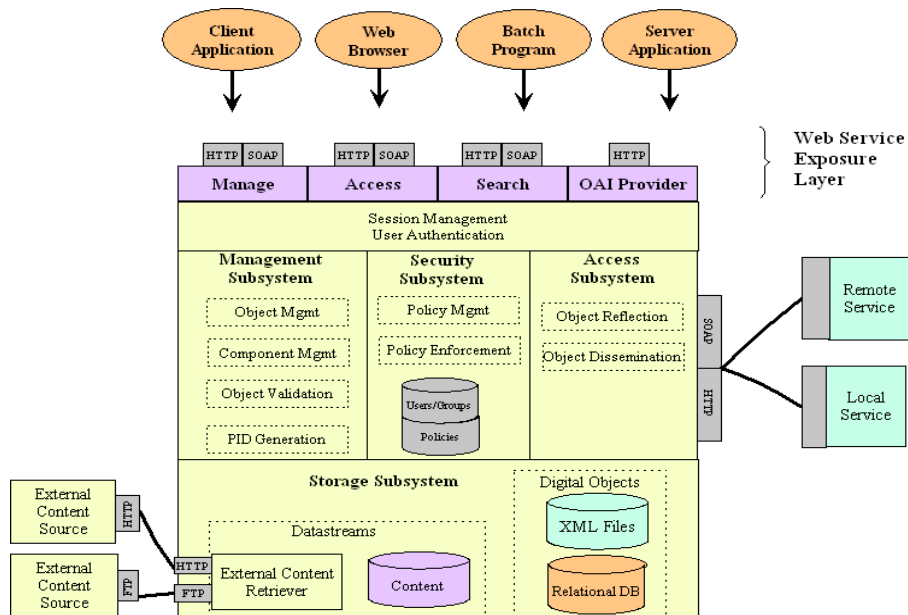 Client
Application
Web
Browser
Batch
Program
Server
Application
HTTP SOAP
HTTP SOAP
HTTP SOAP
HTTP
Web Service
Exposure
Layer
Manage
Access
Search
OAI Provider
Session Management
User Authentication
Management
Subsystem
Security
Subsystem
Access
Subsystem
Object Mgmt
Component Mgmt
Object Validation
PID Generation
Policy Mgmt
Policy Enforcement
Users/Groups
Policies
Object Reflection
Object Dissemination
SOAP
HTTP
Remote
Service
Local
Service
Storage Subsystem
Digital Objects
XML Files
Relational DB
Datastreams
External Content
Retriever
Content
HTTP
FTP
External
Content
Source
HTTP
External
Content
Source
FTP